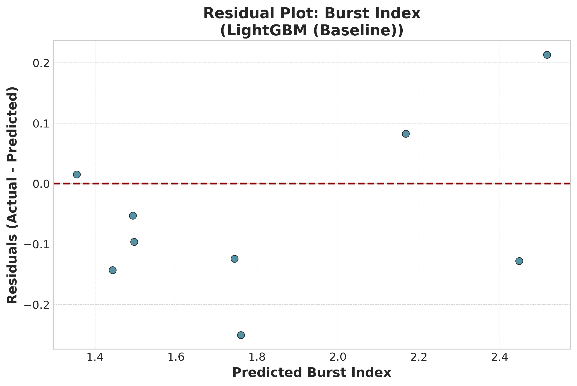 Residual Plot: Burst Index
(LightGBM (Baseline))
Residuals (Actual - Predicted)
0.2
0.1
0.0
−0.1
−0.2
1.4 1.6 1.8 2.0 2.2 2.4
Predicted Burst Index